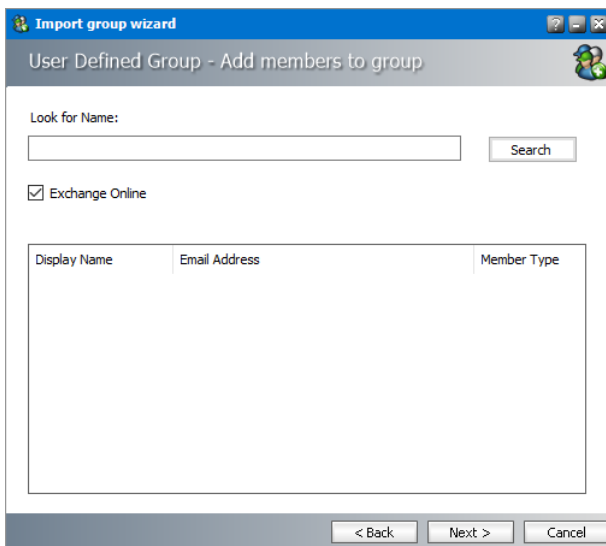 Import group wizard
User Defined Group - Add members to group
Look for Name:
Search
Exchange Online
Display Name Email Address Member Type
< Back Next > Cancel